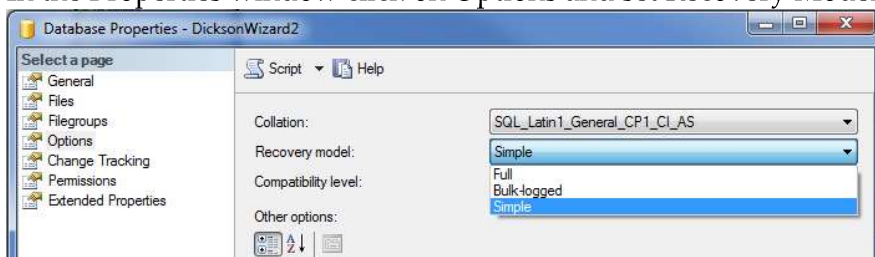 In the Properties window click on Options and set Recovery Model
Database Properties - DicksonWizard2
Select a page
General
Files
Filegroups
Options
Change Tracking
Permissions
Extended Properties
Script Help
Collation: SQL_Latin1_General_CP1_CI_AS
Recovery model: Simple
Full
Bulk-logged
Simple
Compatibility level:
Other options: